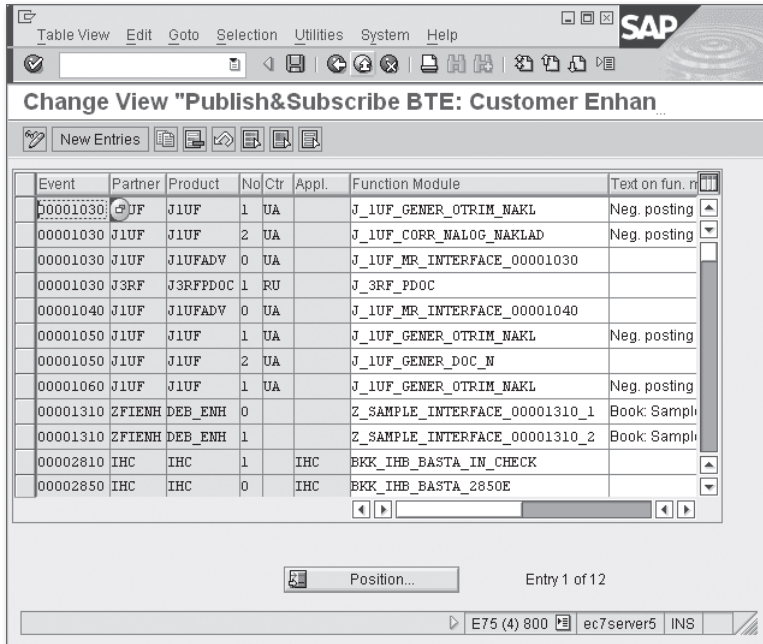 SAP
Table View Edit Goto Selection Utilities System Help
Change View "Publish&Subscribe BTE: Customer Enhan
New Entries
Event Partner Product No Ctr Appl. Function Module Text on fun. m
00001030 UF J1UF 1 UA J_1UF_GENER_OTRIM_NAKL Neg. posting
00001030 J1UF J1UF 2 UA J_1UF_CORR_NALOG_NAKLAD Neg. posting
00001030 J1UF J1UFADV 0 UA J_1UF_MR_INTERFACE_00001030
00001030 J3RF J3RFPDOC 1 RU J_3RF_PDOC
00001040 J1UF J1UFADV 0 UA J_1UF_MR_INTERFACE_00001040
00001050 J1UF J1UF 1 UA J_1UF_GENER_OTRIM_NAKL Neg. posting
00001050 J1UF J1UF 2 UA J_1UF_GENER_DOC_N
00001060 J1UF J1UF 1 UA J_1UF_GENER_OTRIM_NAKL Neg. posting
00001310 ZFIENH DEB_ENH 0 Z_SAMPLE_INTERFACE_00001310_1 Book: Sampl
00001310 ZFIENH DEB_ENH 1 Z_SAMPLE_INTERFACE_00001310_2 Book: Sampl
00002810 IHC IHC 1 IHC BKK_IHB_BASTA_IN_CHECK
00002850 IHC IHC 0 IHC BKK_IHB_BASTA_2850E
Position... Entry 1 of 12
E75 (4) 800 ec7server5 INS